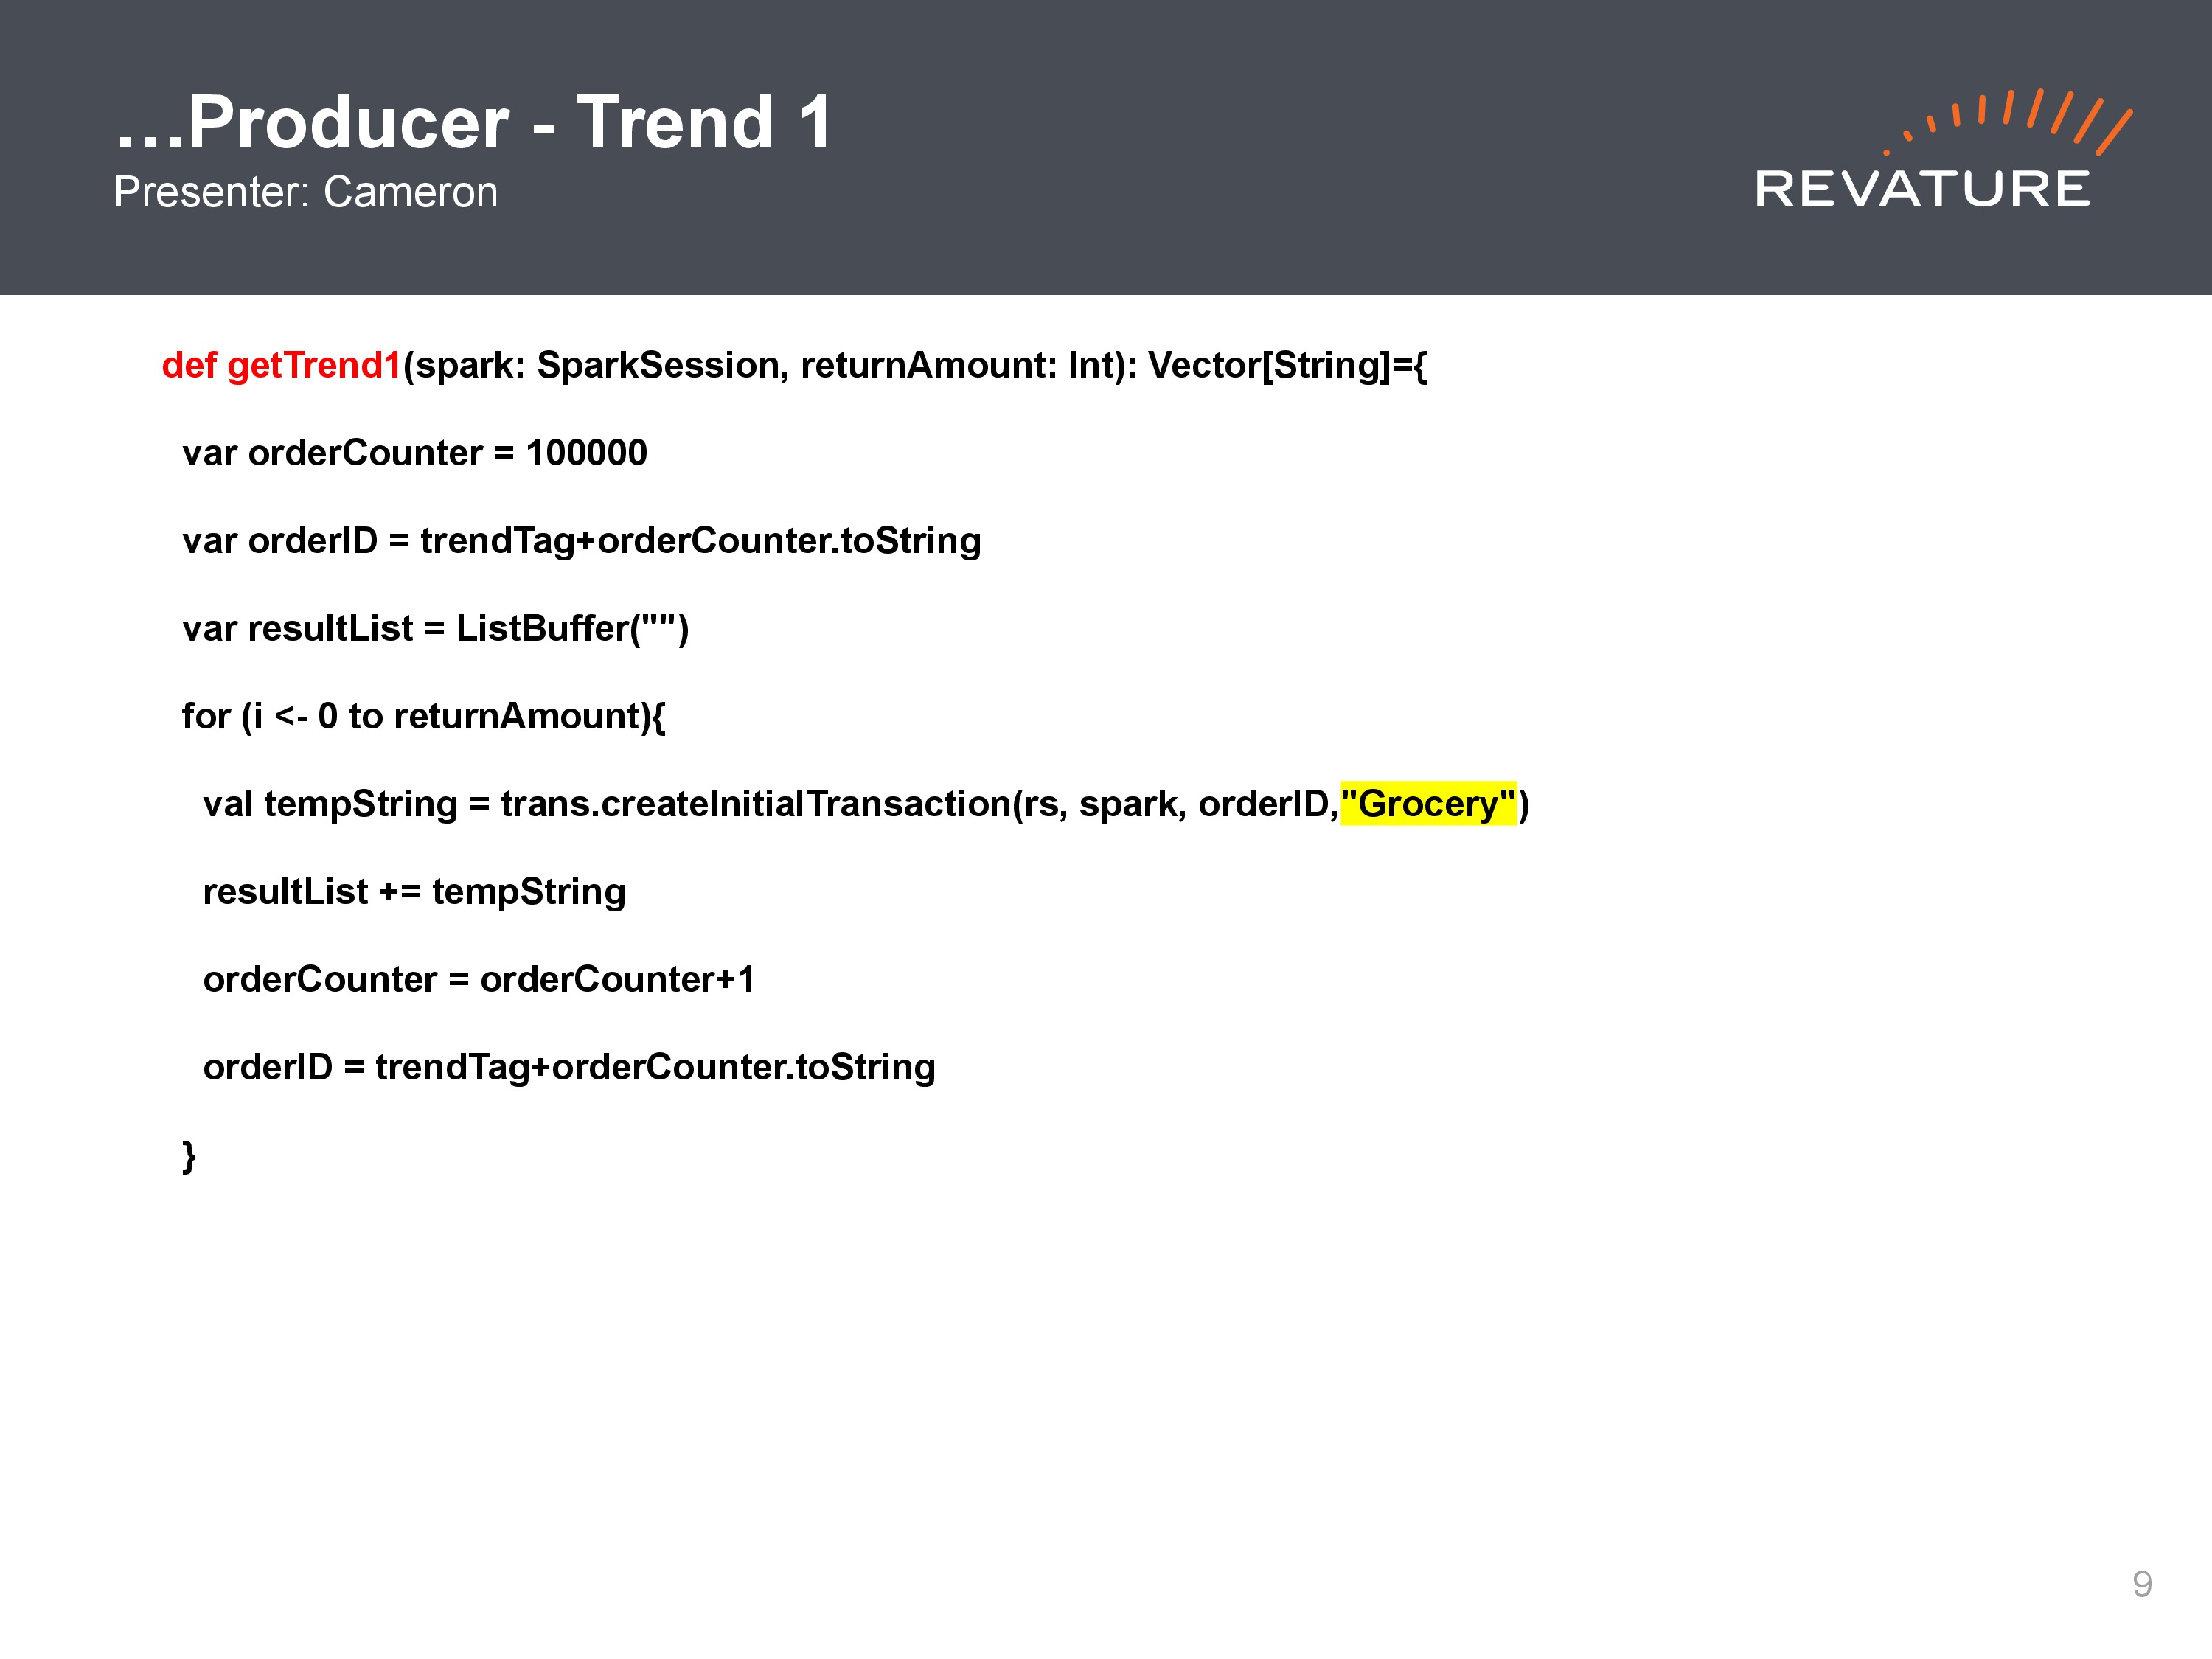 …Producer - Trend 1
Presenter: Cameron
REVATURE
def getTrend1(spark: SparkSession, returnAmount: Int): Vector[String]={
var orderCounter = 100000
var orderID = trendTag+orderCounter.toString
var resultList = ListBuffer("")
for (i <- 0 to returnAmount){
val tempString = trans.createInitialTransaction(rs, spark, orderID,"Grocery")
resultList += tempString
orderCounter = orderCounter+1
orderID = trendTag+orderCounter.toString
}
9